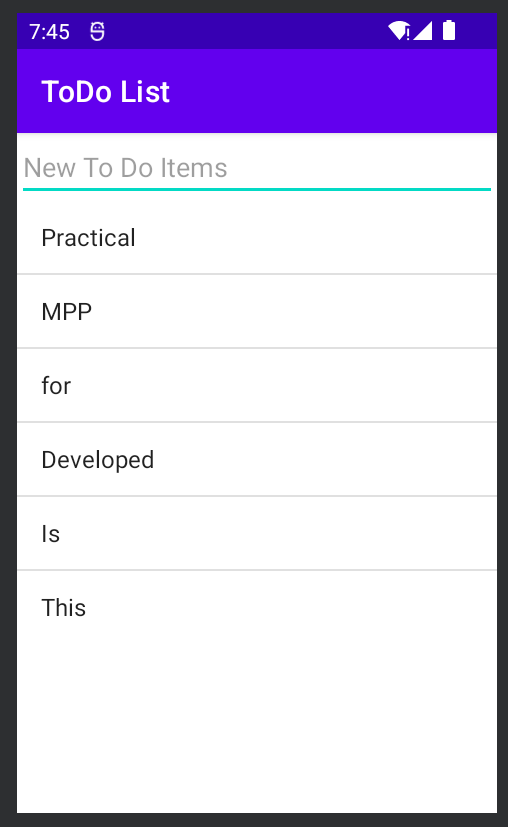 7:45
ToDo List
New To Do Items
Practical
MPP
for
Developed
Is
This